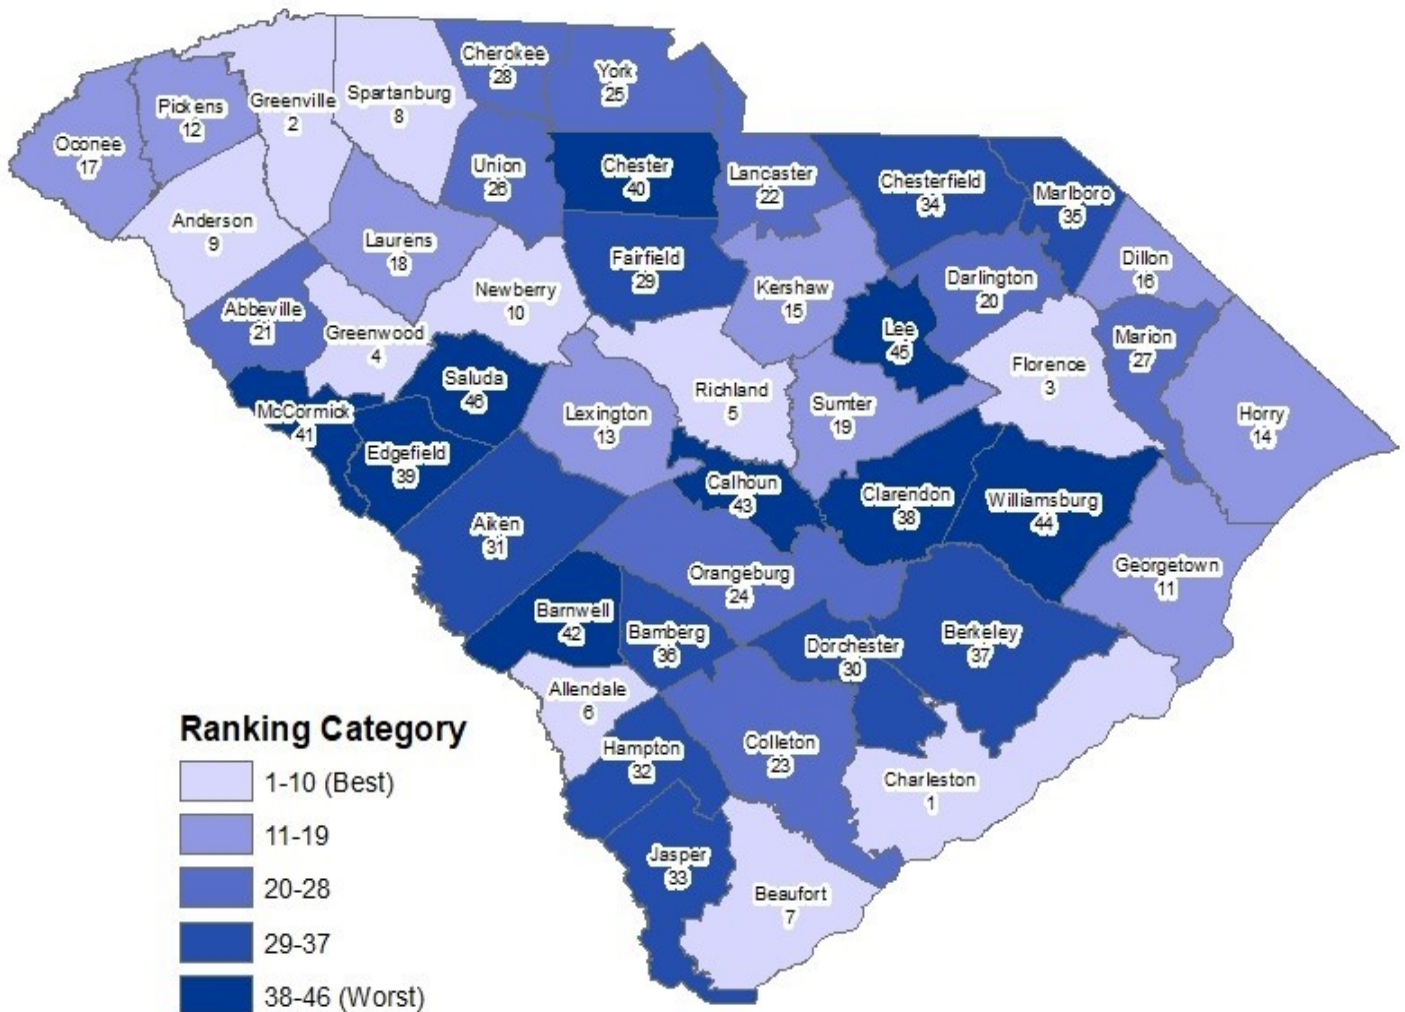 Cherokee
28
York
25
Spartanburg
8
Greenville
2
Pickens
12
Oconee
17
Union
26
Chester
40
Lancaster
22
Chesterfield
34
Marlboro
35
Anderson
9
Laurens
18
Fairfield
29
Kershaw
15
Darlington
20
Dillon
16
Newberry
10
Abbeville
21
Greenwood
4
Lee
45
Marion
27
Florence
3
Saluda
46
Richland
5
Sumter
19
Horry
14
McCormick
41
Lexington
13
Edgefield
39
Calhoun
43
Clarendon
38
Williamsburg
44
Aiken
31
Orangeburg
24
Georgetown
11
Barnwell
42
Bamberg
36
Dorchester
30
Berkeley
37
Allendale
6
Hampton
32
Colleton
23
Charleston
1
Jasper
33
Beaufort
7
Ranking Category
1-10 (Best)
11-19
20-28
29-37
38-46 (Worst)